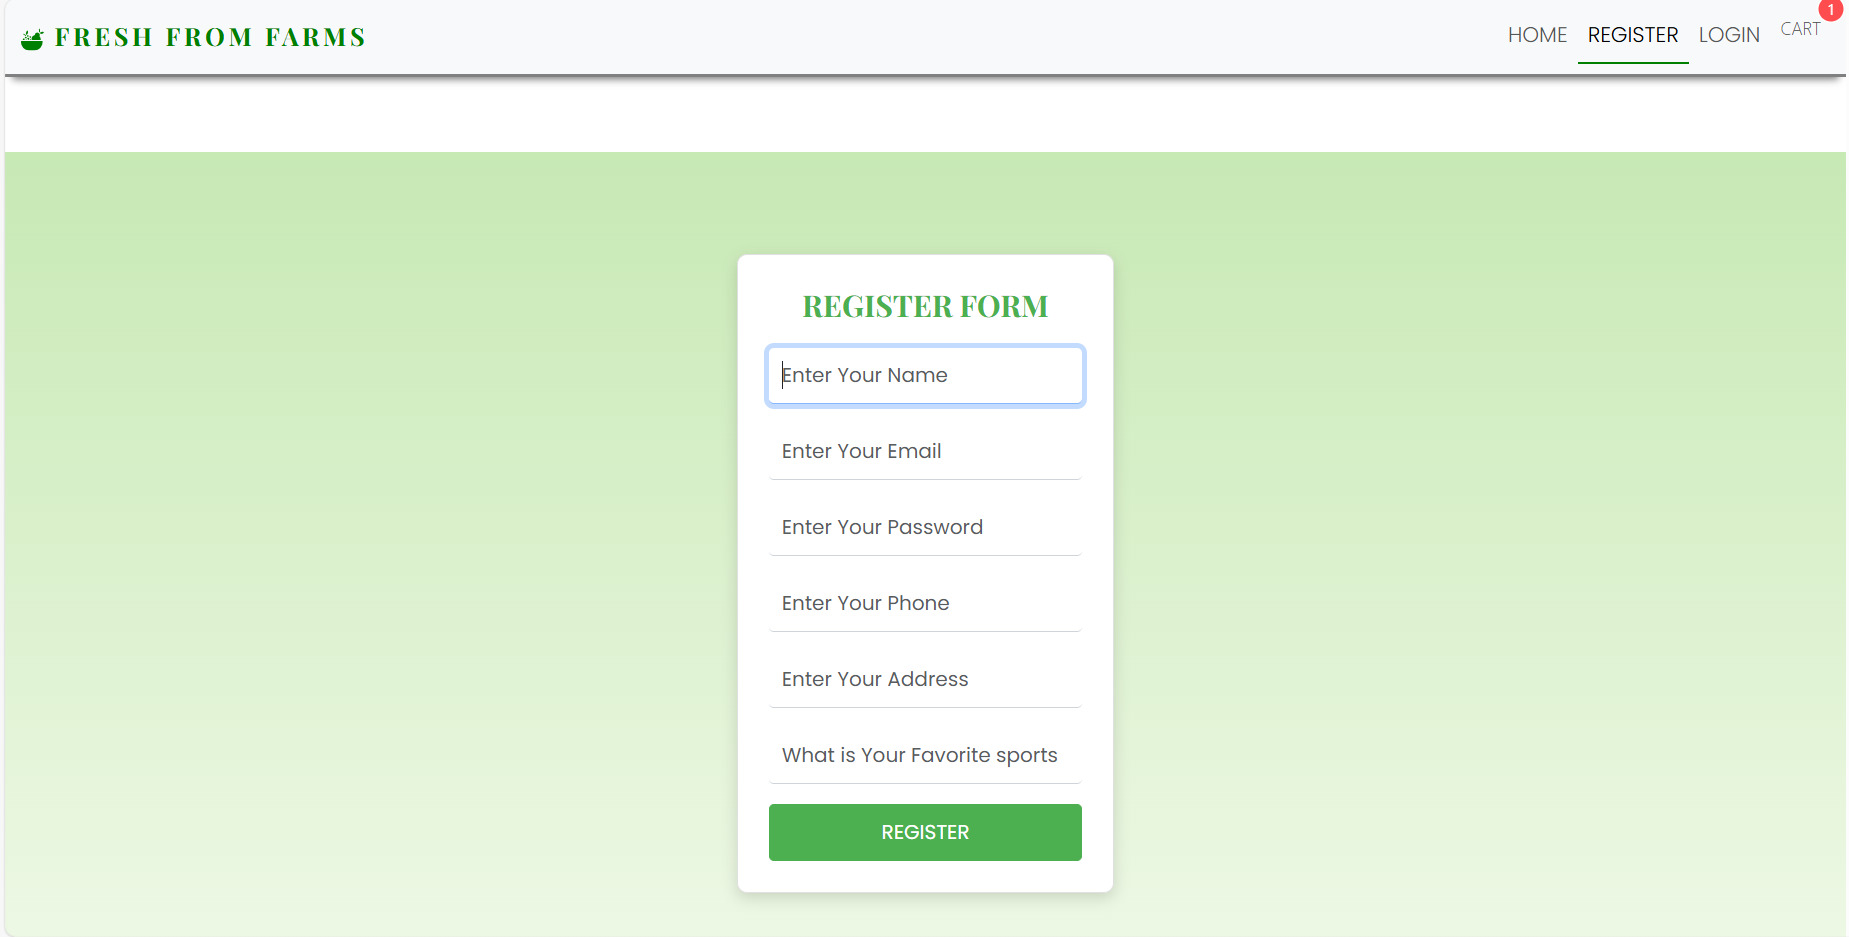 FRESH FROM FARMS
HOME REGISTER LOGIN CART 1
REGISTER FORM
Enter Your Name
Enter Your Email
Enter Your Password
Enter Your Phone
Enter Your Address
What is Your Favorite sports
REGISTER